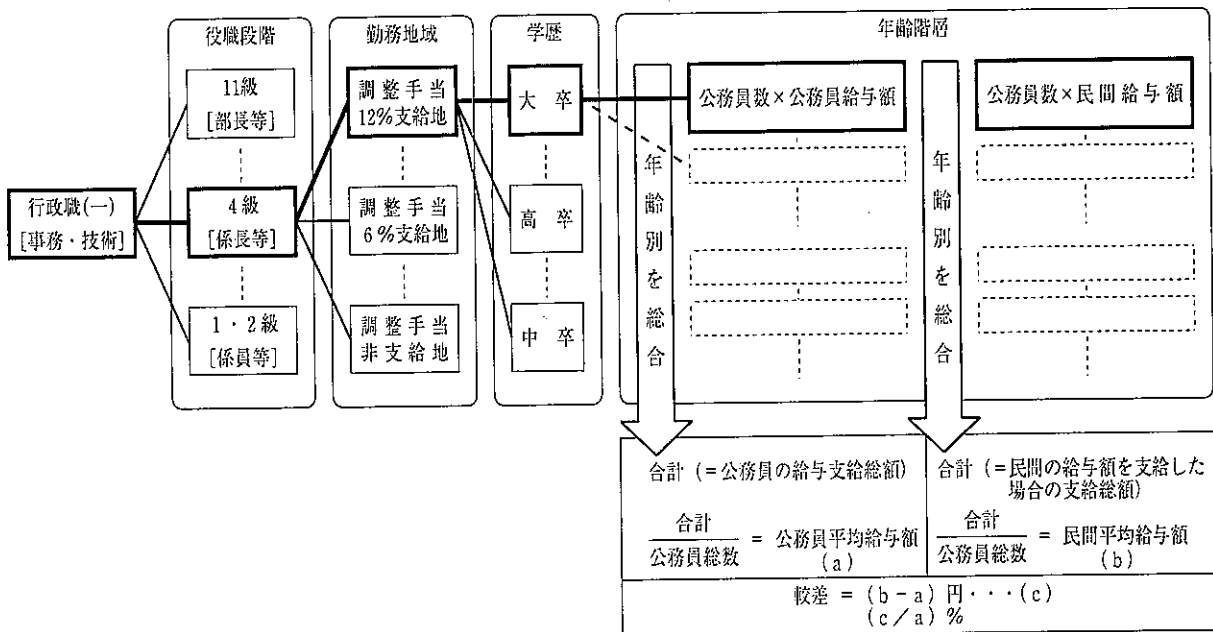 役職段階
勤務地域
学歴
年齢階層
11級
[部長等]
調整手当
12%支給地
大卒
公務員数×公務員給与額
公務員数×民間給与額
行政職(一)
[事務・技術]
4級
[係長等]
調整手当
6%支給地
高卒
1・2級
[係員等]
調整手当
非支給地
中卒
年齢別を総合
年齢別を総合
合計(=公務員の給与支給総額)
合計
公務員総数
= 公務員平均給与額
(a)
合計(=民間の給与額を支給した
場合の支給総額)
合計
公務員総数
= 民間平均給与額
(b)
較差 = (b-a) 円・・・(c)
(c/a) %